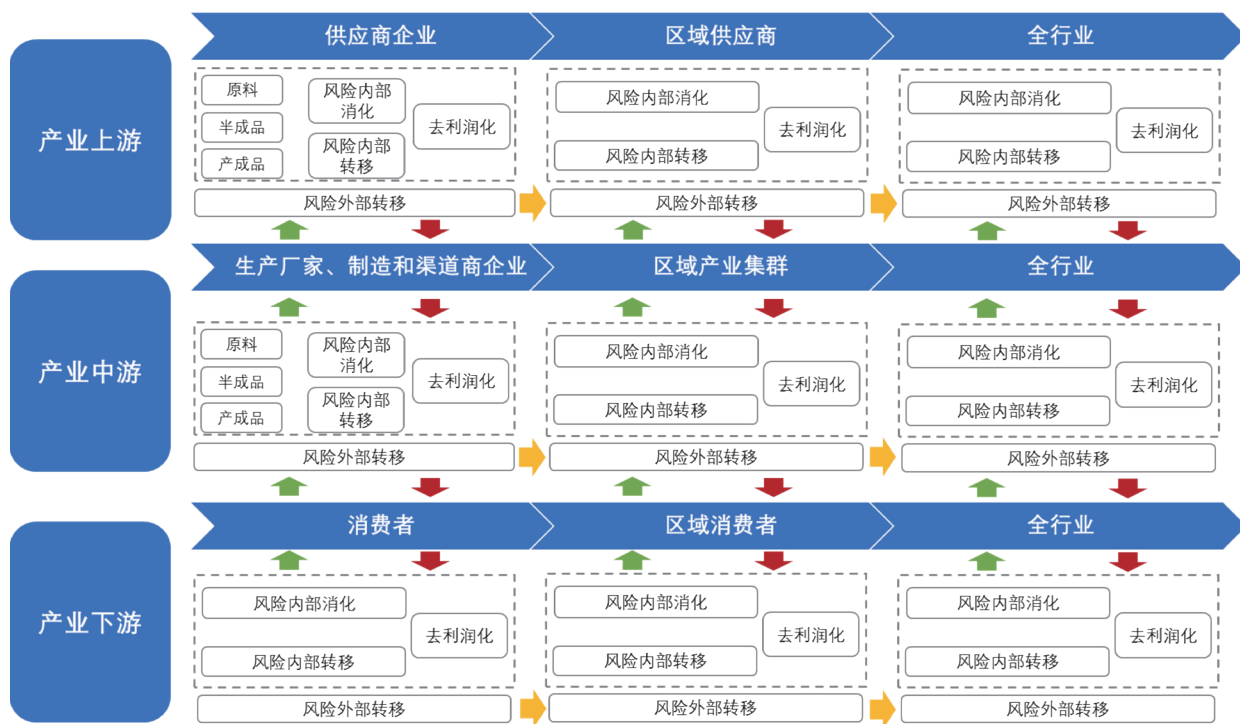 产业上游
供应商企业
区域供应商
全行业
原料
半成品
产成品
风险内部
消化
风险内部
转移
去利润化
风险内部消化
风险内部转移
去利润化
风险内部消化
风险内部转移
去利润化
风险外部转移
风险外部转移
风险外部转移
产业中游
生产厂家、制造和渠道商企业
区域产业集群
全行业
原料
半成品
产成品
风险内部
消化
风险内部
转移
去利润化
风险内部消化
风险内部转移
去利润化
风险内部消化
风险内部转移
去利润化
风险外部转移
风险外部转移
风险外部转移
产业下游
消费者
区域消费者
全行业
风险内部消化
风险内部转移
去利润化
风险内部消化
风险内部转移
去利润化
风险内部消化
风险内部转移
去利润化
风险外部转移
风险外部转移
风险外部转移